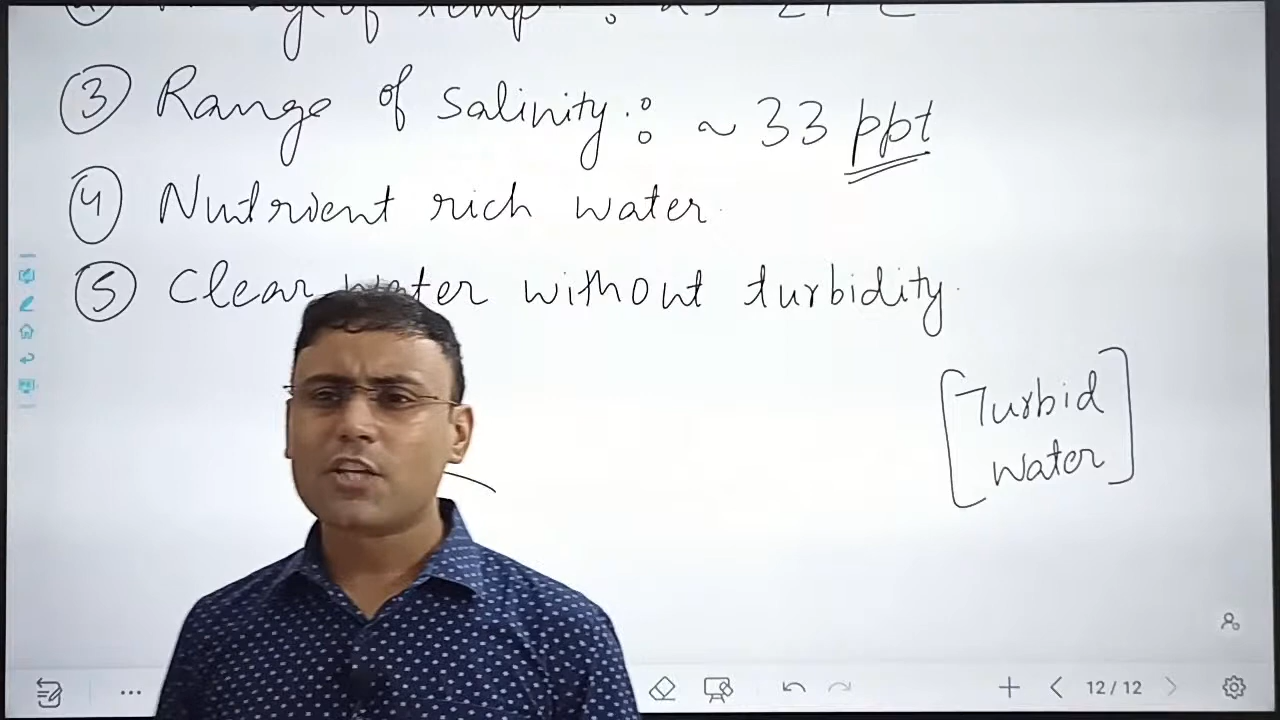 ③ Range of salinity: ~ 33 ppt
④ Nutrient rich water
⑤ Clear water without turbidity.
[Turbid
water]
12/12